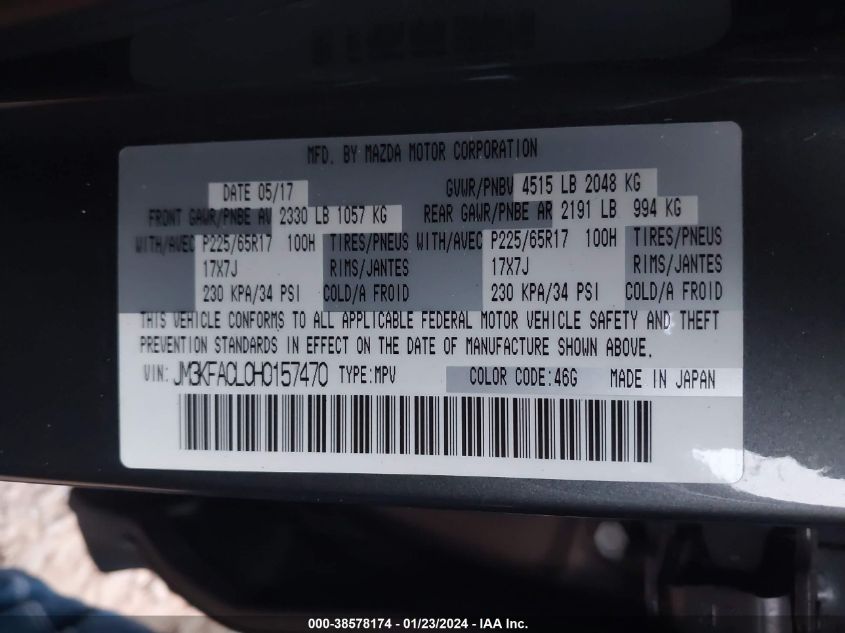 MFD. BY MAZDA MOTOR CORPORATION
DATE 05/17 GVWR/PNBV 4515 LB 2048 KG
FRONT GAWR/PNBE AV 2330 LB 1057 KG REAR GAWR/PNBE AR 2191 LB 994 KG
WITH/AVEC P225/65R17 100H TIRES/PNEUS WITH/AVEC P225/65R17 100H TIRES/PNEUS
17X7J RIMS/JANTES 17X7J RIMS/JANTES
230 KPA/34 PSI COLD/A FROID 230 KPA/34 PSI COLD/A FROID
THIS VEHICLE CONFORMS TO ALL APPLICABLE FEDERAL MOTOR VEHICLE SAFETY AND THEFT
PREVENTION STANDARDS IN EFFECT ON THE DATE OF MANUFACTURE SHOWN ABOVE.
VIN: JM3KFACL0H0157470 TYPE:MPV COLOR CODE:46G MADE IN JAPAN
000-38578174 - 01/23/2024 - IAA Inc.